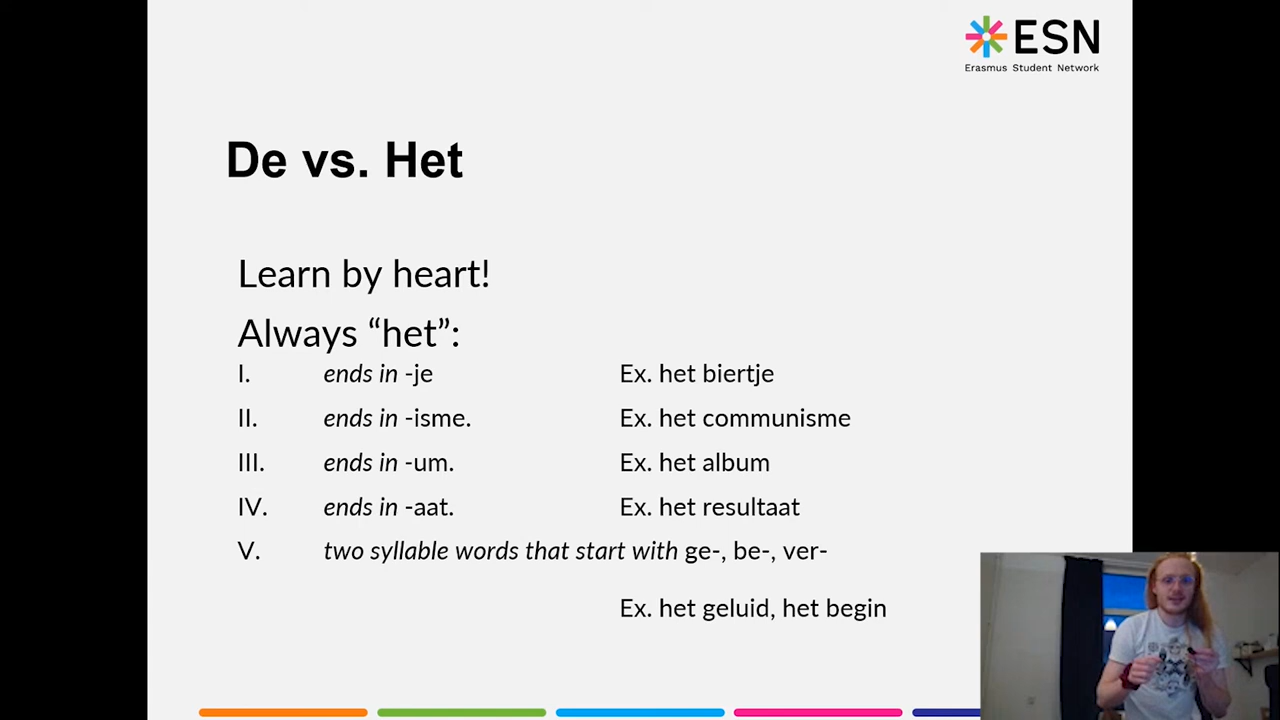 ESN
Erasmus Student Network
De vs. Het
Learn by heart!
Always “het”:
I. ends in -je Ex. het biertje
II. ends in -isme. Ex. het communisme
III. ends in -um. Ex. het album
IV. ends in -aat. Ex. het resultaat
V. two syllable words that start with ge-, be-, ver-
Ex. het geluid, het begin